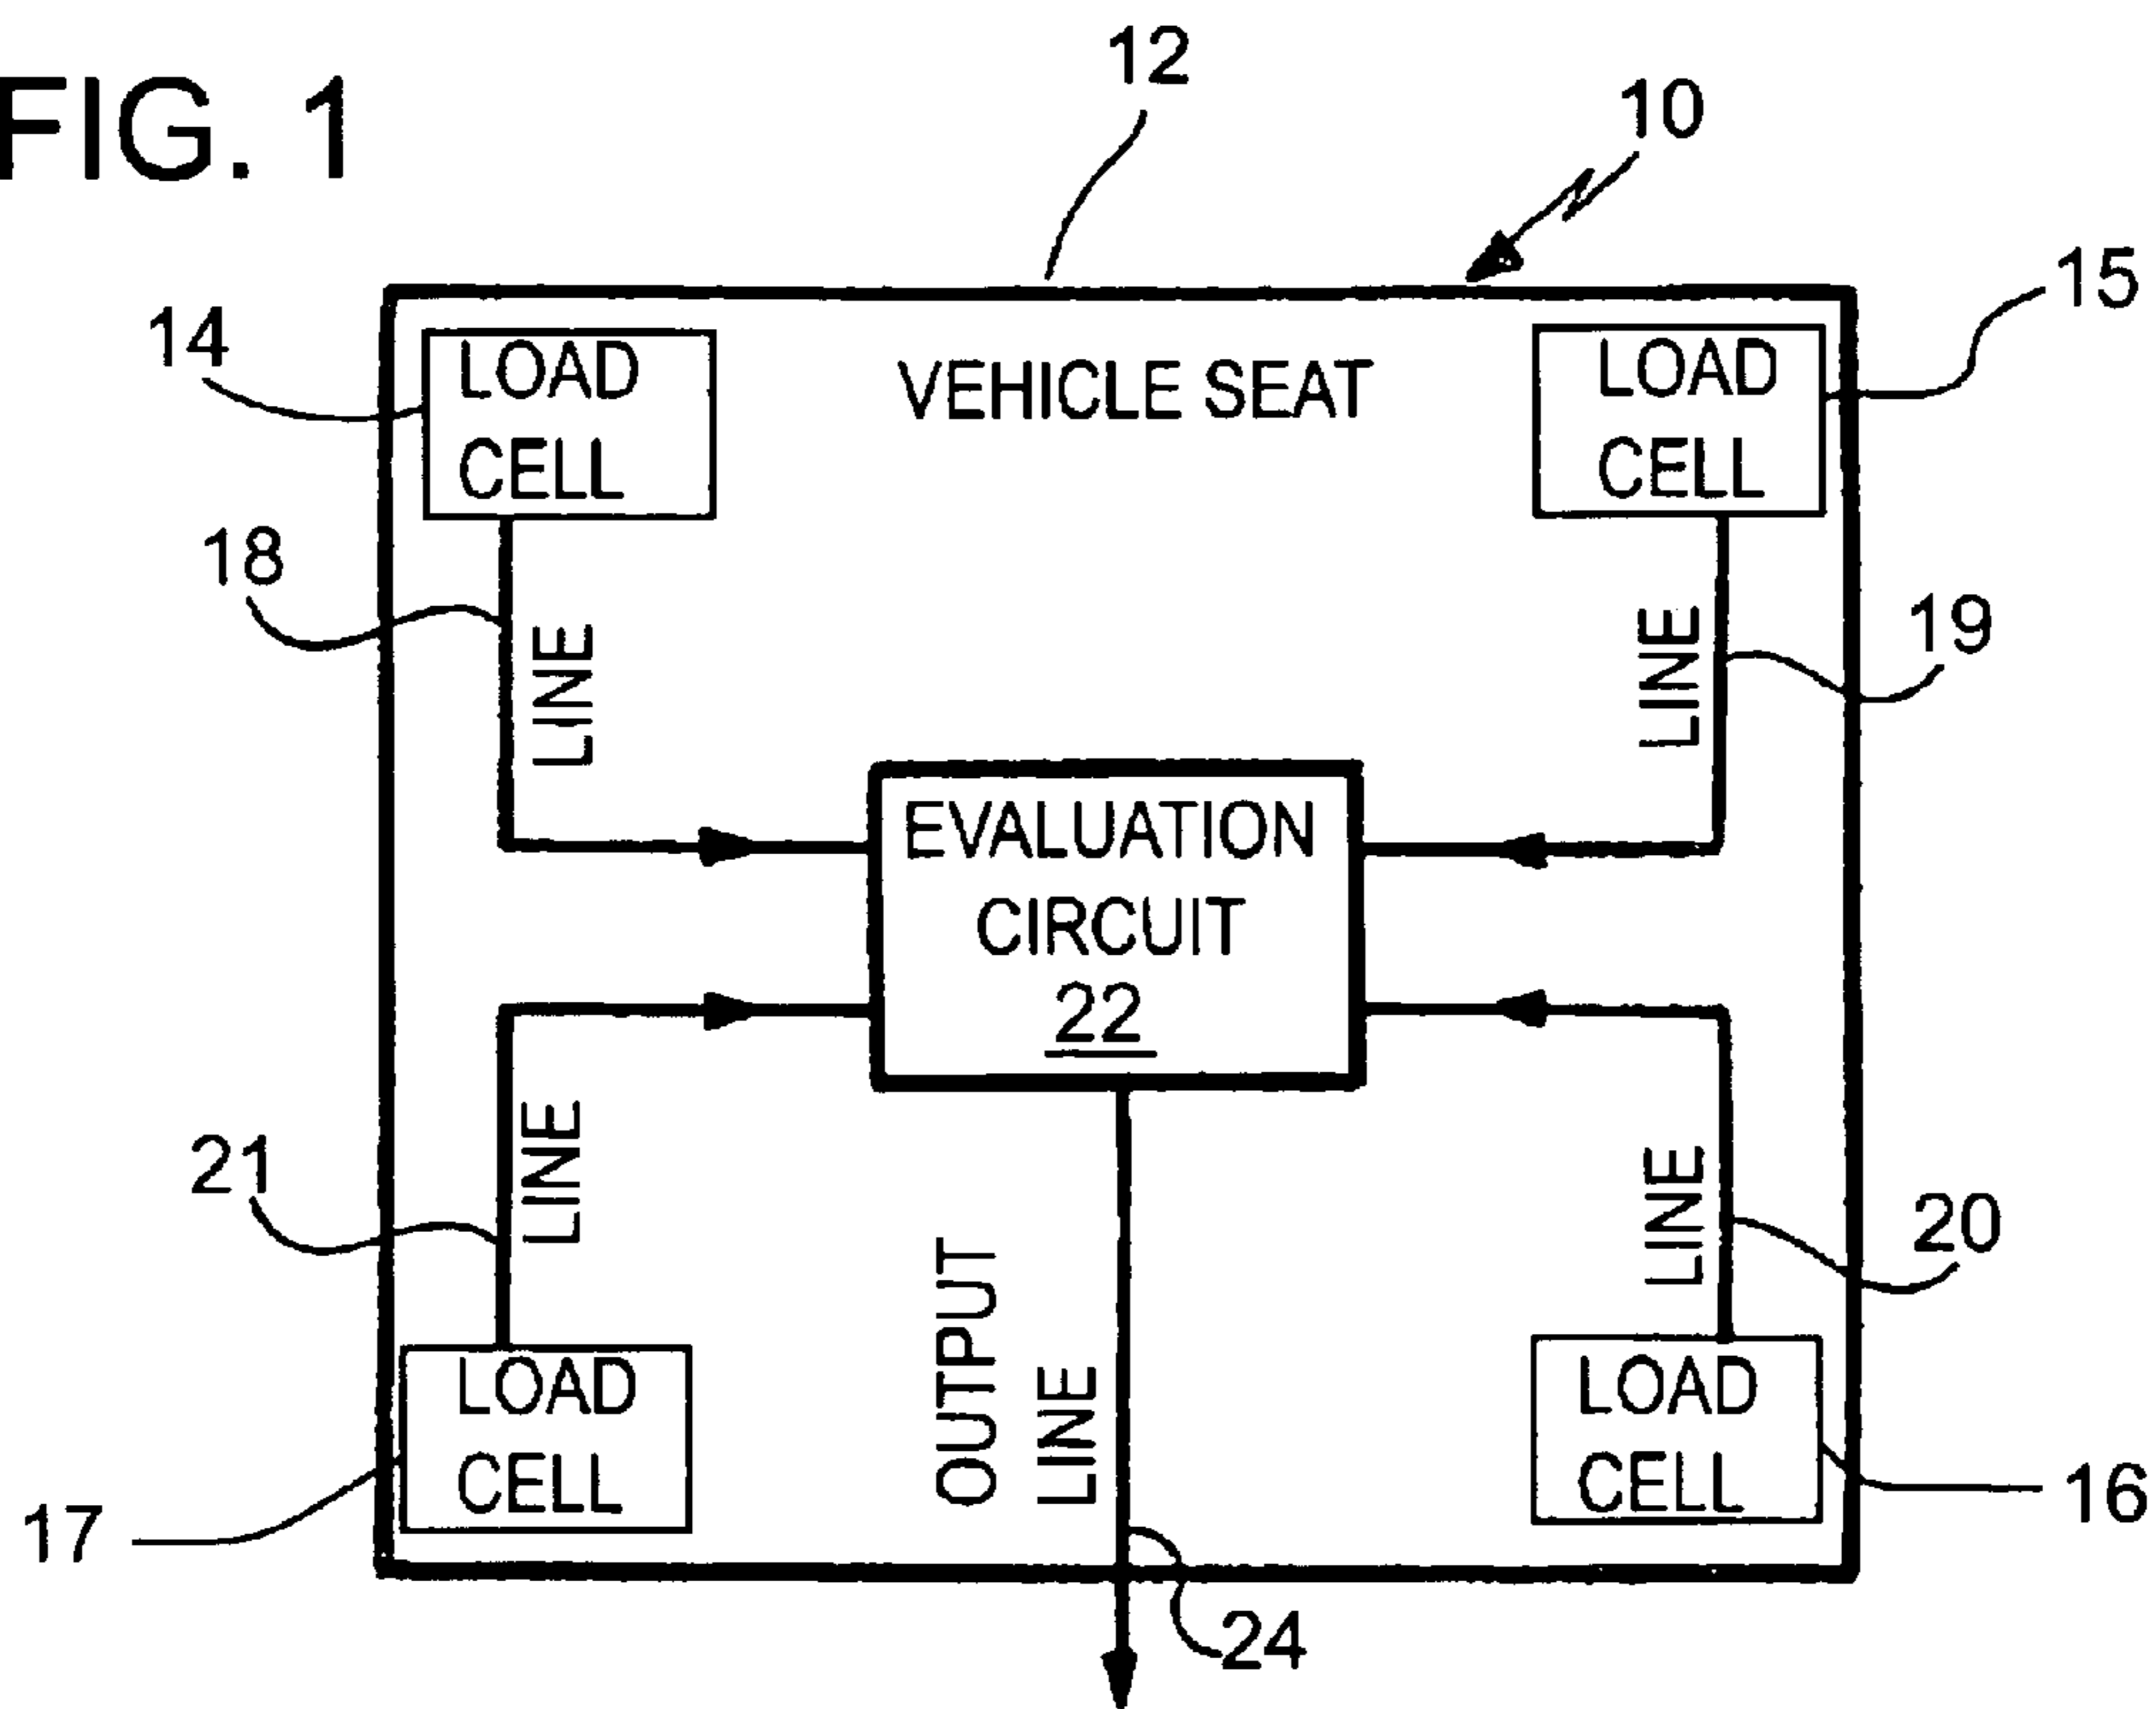 FIG. 1
12
10
15
14
LOAD
CELL
VEHICLE SEAT
LOAD
CELL
18
LINE
LINE
19
EVALUATION
CIRCUIT
22
21
LINE
LINE
20
OUTPUT
LINE
LOAD
CELL
LOAD
CELL
17
16
24